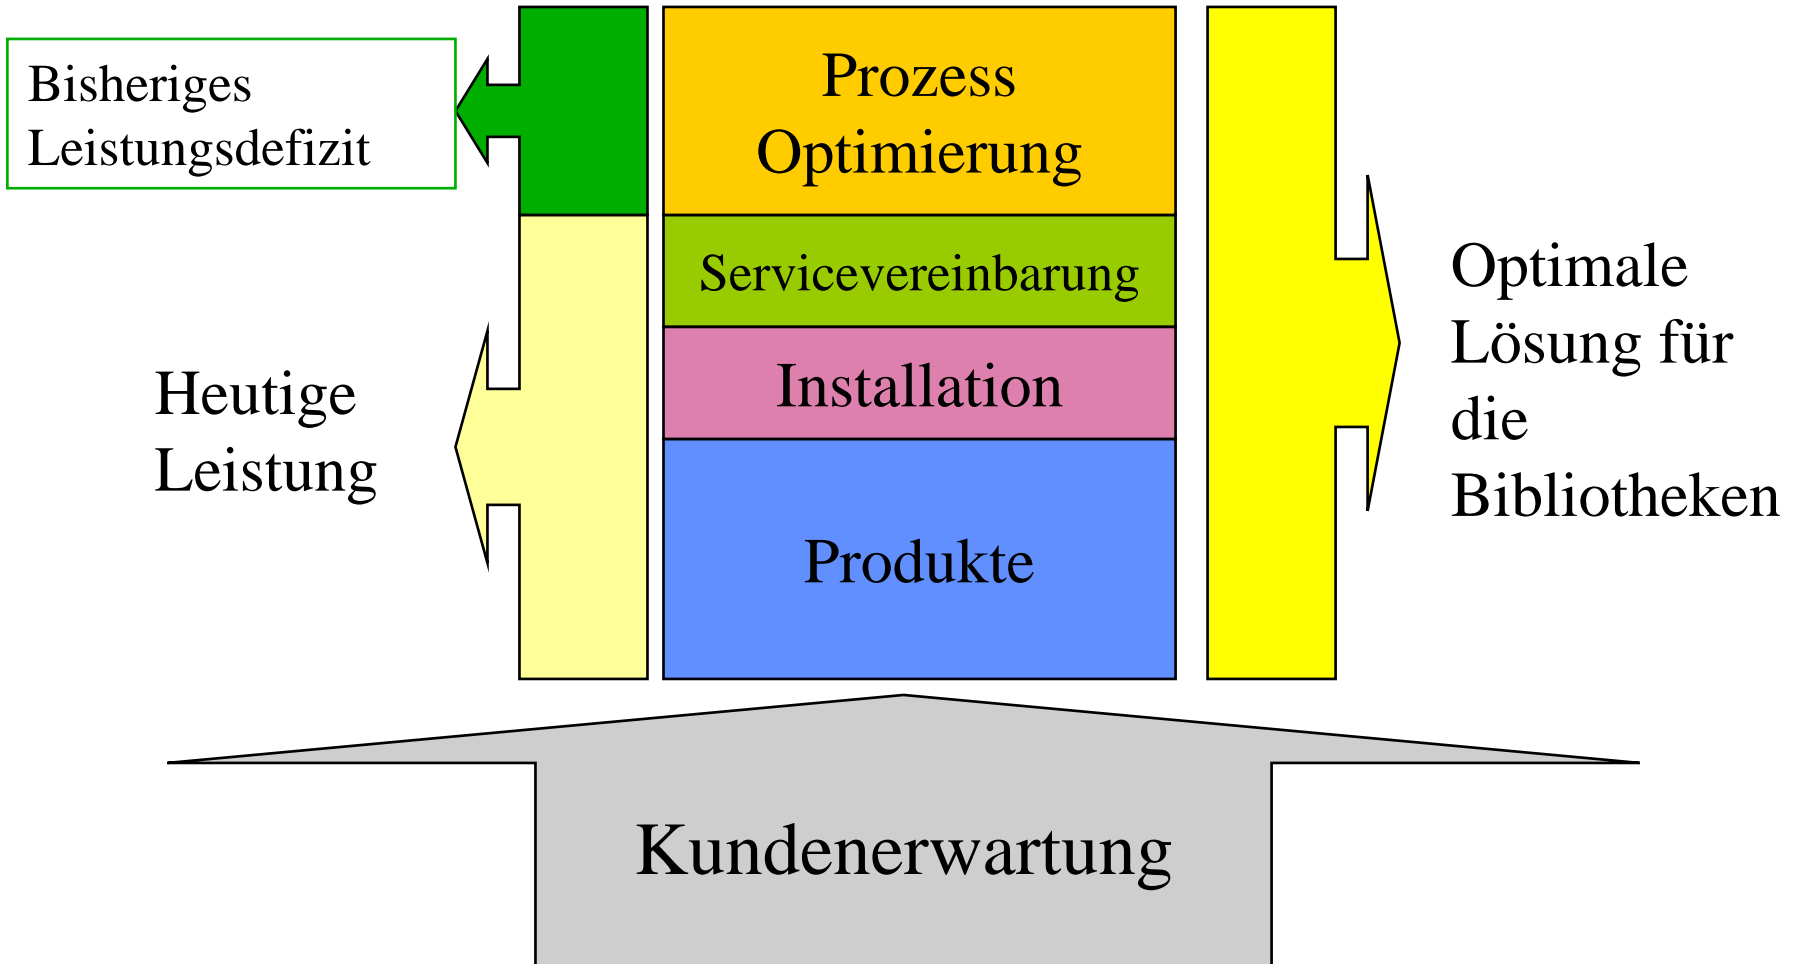 Bisheriges
Leistungsdefizit
Prozess
Optimierung
Servicevereinbarung
Installation
Produkte
Heutige
Leistung
Optimale
Lösung für
die
Bibliotheken
Kundenerwartung